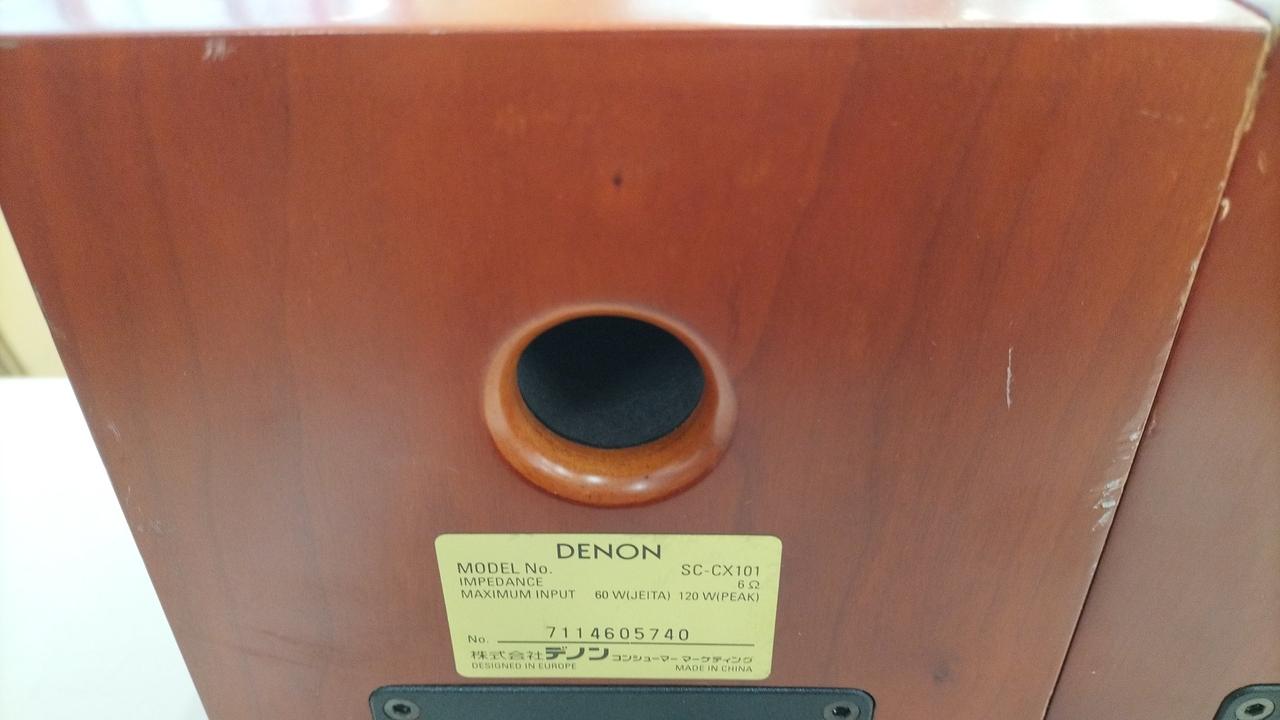 DENON
MODEL No. SC-CX101
IMPEDANCE 6 Ω
MAXIMUM INPUT 60 W(JEITA) 120 W(PEAK)
No. 7114605740
株式会社デノン コンシューマー マーケティング
DESIGNED IN EUROPE MADE IN CHINA